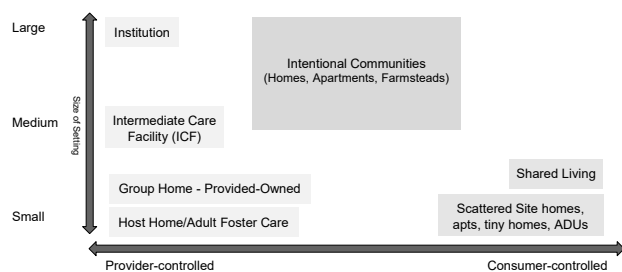 Large
Institution
Intentional Communities
(Homes, Apartments, Farmsteads)
Size of Setting
Medium
Intermediate Care
Facility (ICF)
Shared Living
Group Home - Provided-Owned
Scattered Site homes,
apts, tiny homes, ADUs
Small
Host Home/Adult Foster Care
Provider-controlled
Consumer-controlled